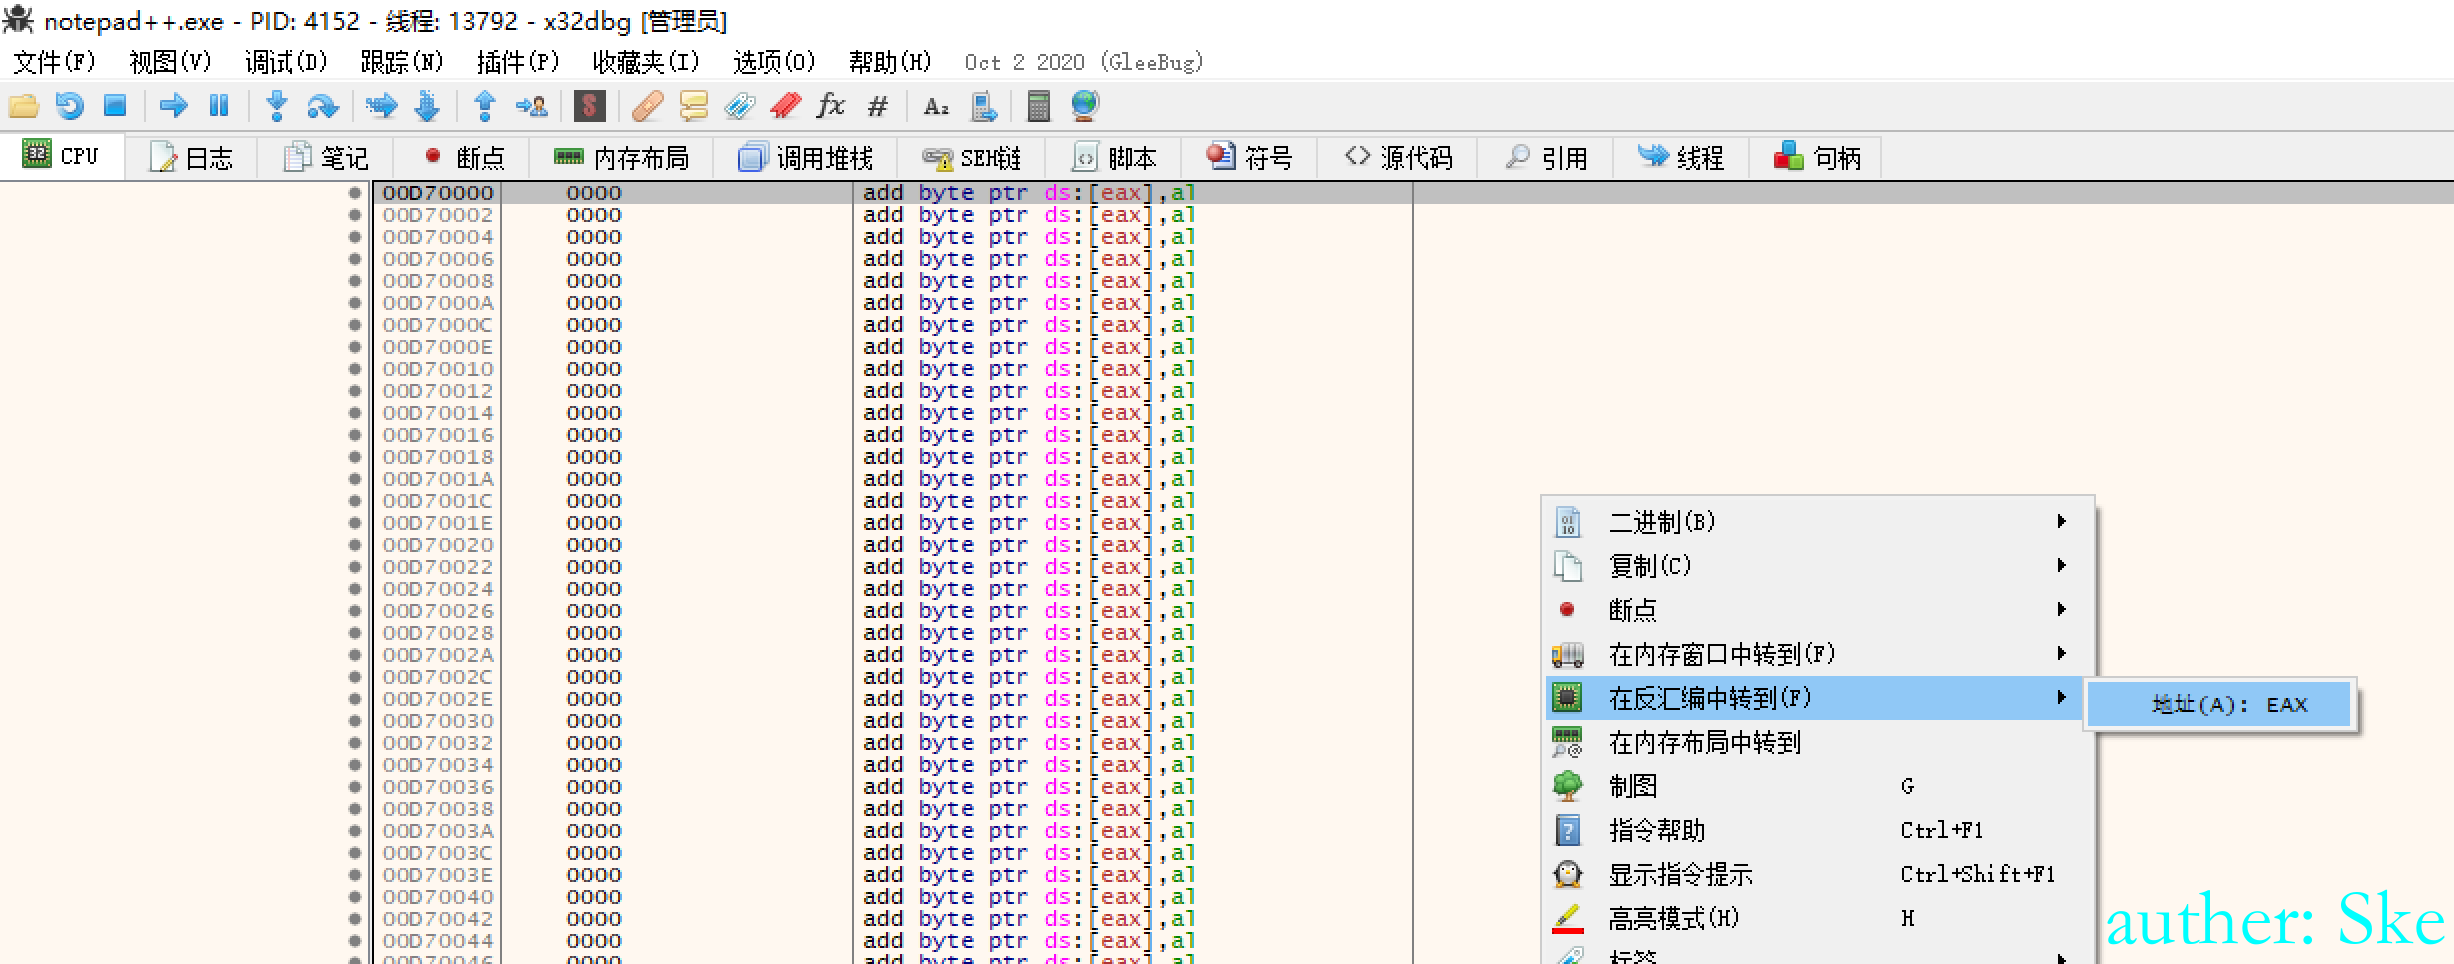 notepad++.exe - PID: 4152 - 线程: 13792 - x32dbg [管理员]
文件(F) 视图(V) 调试(D) 跟踪(N) 插件(P) 收藏夹(I) 选项(O) 帮助(H) Oct 2 2020 (GleeBug)
CPU 日志 笔记 断点 内存布局 调用堆栈 SEH链 脚本 符号 源代码 引用 线程 句柄
00D70000 0000 add byte ptr ds:[eax],al
00D70002 0000 add byte ptr ds:[eax],al
00D70004 0000 add byte ptr ds:[eax],al
00D70006 0000 add byte ptr ds:[eax],al
00D70008 0000 add byte ptr ds:[eax],al
00D7000A 0000 add byte ptr ds:[eax],al
00D7000C 0000 add byte ptr ds:[eax],al
00D7000E 0000 add byte ptr ds:[eax],al
00D70010 0000 add byte ptr ds:[eax],al
00D70012 0000 add byte ptr ds:[eax],al
00D70014 0000 add byte ptr ds:[eax],al
00D70016 0000 add byte ptr ds:[eax],al
00D70018 0000 add byte ptr ds:[eax],al
00D7001A 0000 add byte ptr ds:[eax],al
00D7001C 0000 add byte ptr ds:[eax],al
00D7001E 0000 add byte ptr ds:[eax],al
00D70020 0000 add byte ptr ds:[eax],al
00D70022 0000 add byte ptr ds:[eax],al
00D70024 0000 add byte ptr ds:[eax],al
00D70026 0000 add byte ptr ds:[eax],al
00D70028 0000 add byte ptr ds:[eax],al
00D7002A 0000 add byte ptr ds:[eax],al
00D7002C 0000 add byte ptr ds:[eax],al
00D7002E 0000 add byte ptr ds:[eax],al
00D70030 0000 add byte ptr ds:[eax],al
00D70032 0000 add byte ptr ds:[eax],al
00D70034 0000 add byte ptr ds:[eax],al
00D70036 0000 add byte ptr ds:[eax],al
00D70038 0000 add byte ptr ds:[eax],al
00D7003A 0000 add byte ptr ds:[eax],al
00D7003C 0000 add byte ptr ds:[eax],al
00D7003E 0000 add byte ptr ds:[eax],al
00D70040 0000 add byte ptr ds:[eax],al
00D70042 0000 add byte ptr ds:[eax],al
00D70044 0000 add byte ptr ds:[eax],al
00D70046 0000 add byte ptr ds:[eax],al
二进制(B)
复制(C)
断点
在内存窗口中转到(F)
在反汇编中转到(F)
地址(A): EAX
在内存布局中转到
制图 G
指令帮助 Ctrl+F1
显示指令提示 Ctrl+Shift+F1
高亮模式(H) H
标签
auther: Ske